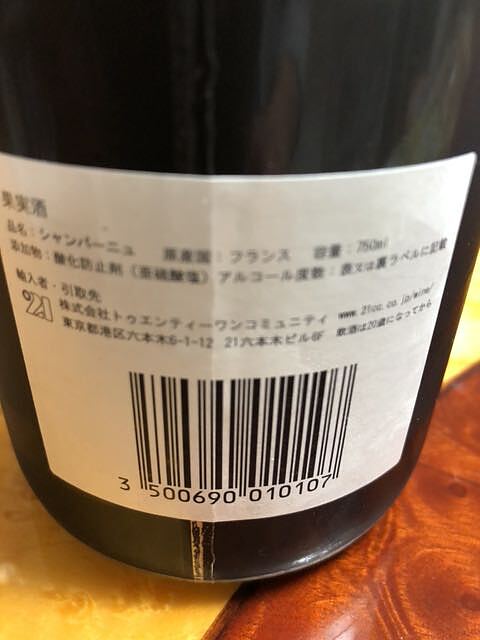 果実酒
品名：シャンパーニュ　原産国：フランス　容量：750ml
添加物：酸化防止剤（亜硫酸塩）アルコール度数：表又は裏ラベルに記載
輸入者・引取先
21 株式会社トゥエンティーワンコミュニティ www.21cc.co.jp/wine/
東京都港区六本木6-1-12 21六本木ビル6F 飲酒は20歳になってから
3 500690 010107